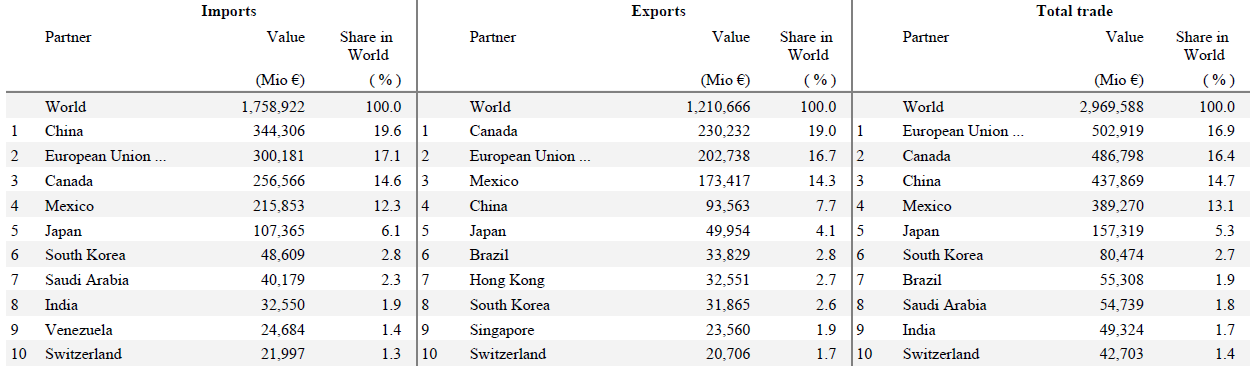 Imports Exports Total trade
Partner Value Share in Partner Value Share in Partner Value Share in
World World World
(Mio €) ( % ) (Mio €) ( % ) (Mio €) ( % )
World 1,758,922 100.0 World 1,210,666 100.0 World 2,969,588 100.0
1 China 344,306 19.6 1 Canada 230,232 19.0 1 European Union ... 502,919 16.9
2 European Union ... 300,181 17.1 2 European Union ... 202,738 16.7 2 Canada 486,798 16.4
3 Canada 256,566 14.6 3 Mexico 173,417 14.3 3 China 437,869 14.7
4 Mexico 215,853 12.3 4 China 93,563 7.7 4 Mexico 389,270 13.1
5 Japan 107,365 6.1 5 Japan 49,954 4.1 5 Japan 157,319 5.3
6 South Korea 48,609 2.8 6 Brazil 33,829 2.8 6 South Korea 80,474 2.7
7 Saudi Arabia 40,179 2.3 7 Hong Kong 32,551 2.7 7 Brazil 55,308 1.9
8 India 32,550 1.9 8 South Korea 31,865 2.6 8 Saudi Arabia 54,739 1.8
9 Venezuela 24,684 1.4 9 Singapore 23,560 1.9 9 India 49,324 1.7
10 Switzerland 21,997 1.3 10 Switzerland 20,706 1.7 10 Switzerland 42,703 1.4